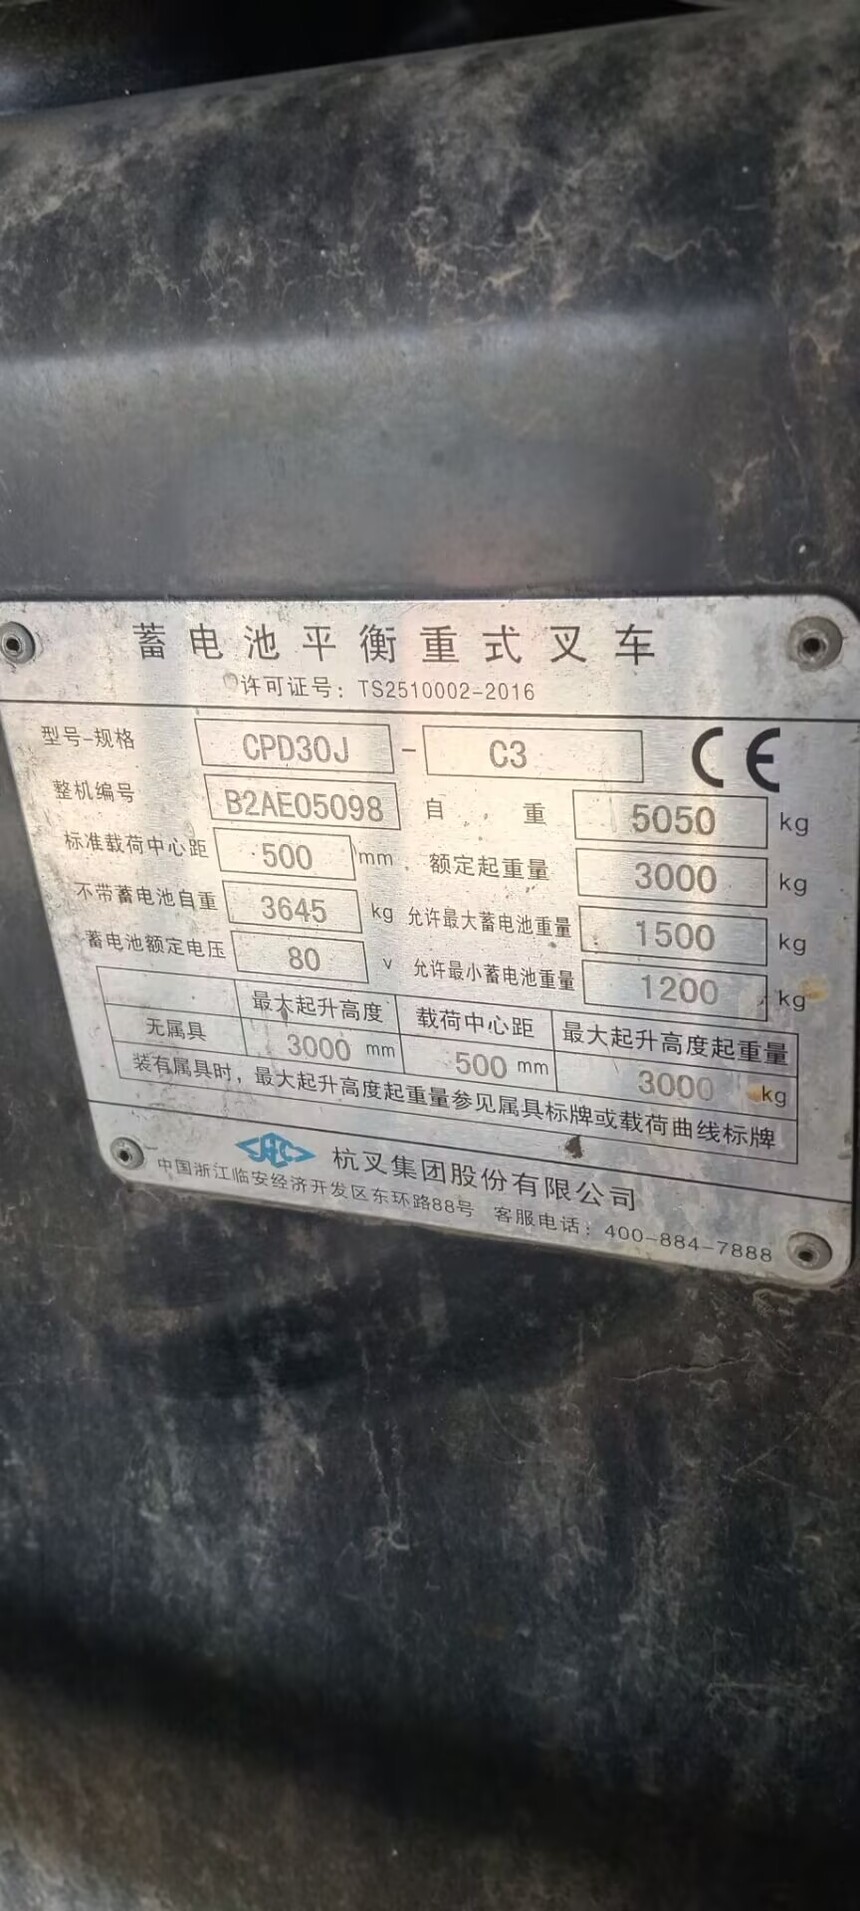 蓄电池平衡重式叉车
许可证号：TS2510002-2016
型号-规格 CPD30J - C3 CE
整机编号 B2AE05098 自重 5050 kg
标准载荷中心距 500 mm 额定起重量 3000 kg
不带蓄电池自重 3645 kg 允许最大蓄电池重量 1500 kg
蓄电池额定电压 80 v 允许最小蓄电池重量 1200 kg
最大起升高度 载荷中心距 最大起升高度起重量
无属具 3000 mm 500 mm 3000 kg
装有属具时，最大起升高度起重量参见属具标牌或载荷曲线标牌
HC 杭叉集团股份有限公司
中国浙江临安经济开发区东环路88号 客服电话：400-884-7888